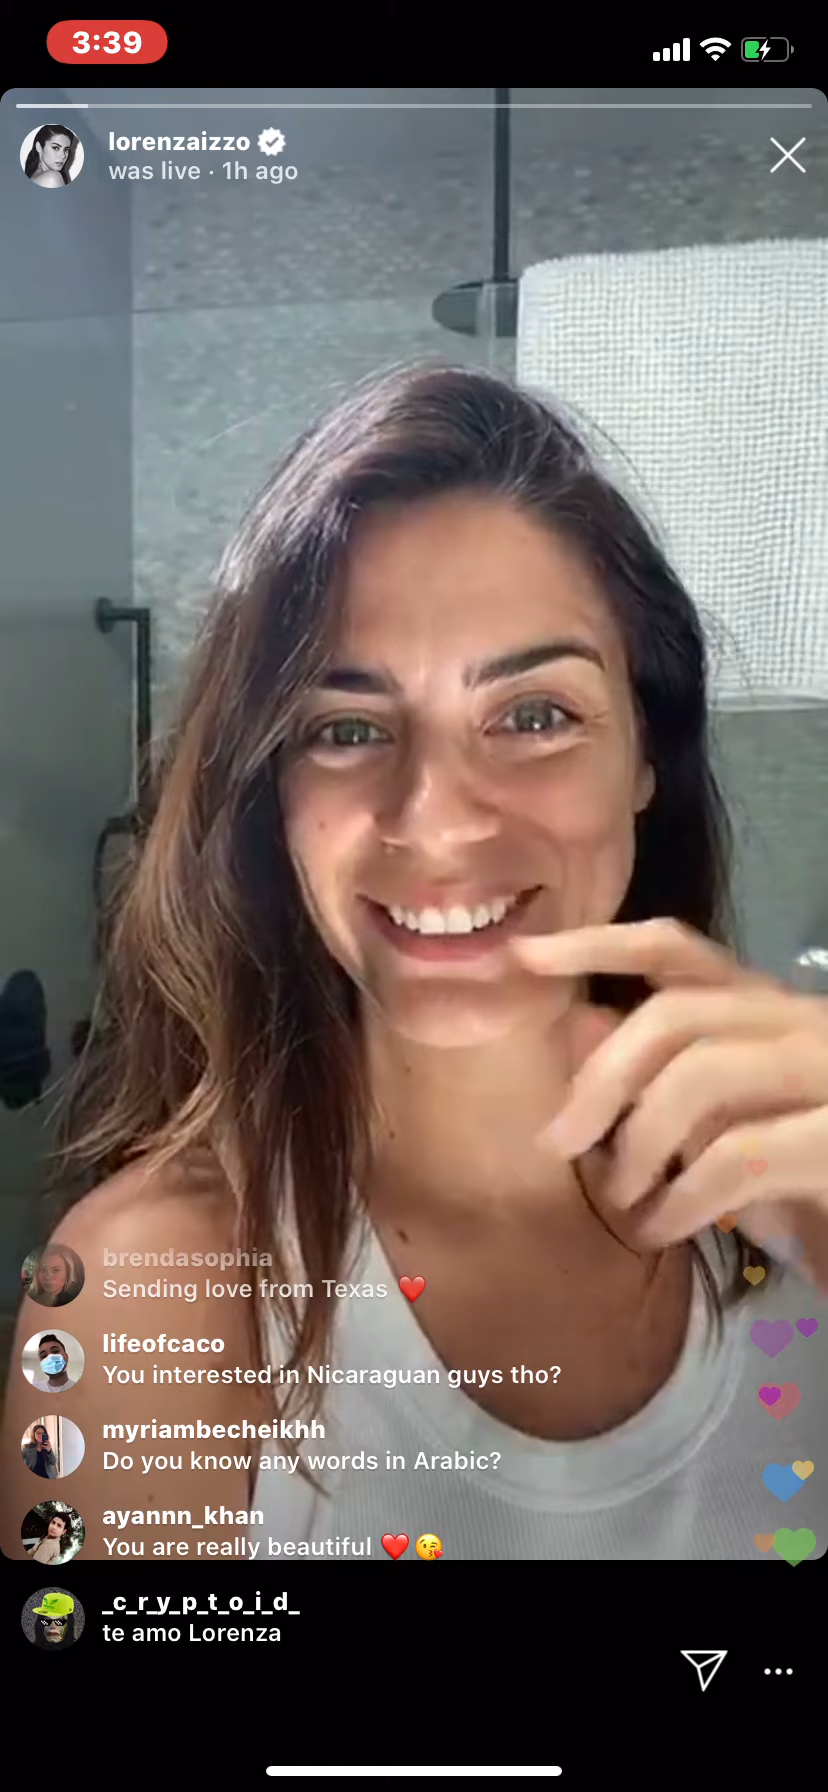 3:39
lorenzaizzo
was live · 1h ago
brendasophia
Sending love from Texas ❤️
lifeofcaco
You interested in Nicaraguan guys tho?
myriambecheikhh
Do you know any words in Arabic?
ayannn_khan
You are really beautiful ❤️😘
_c_r_y_p_t_o_i_d_
te amo Lorenza